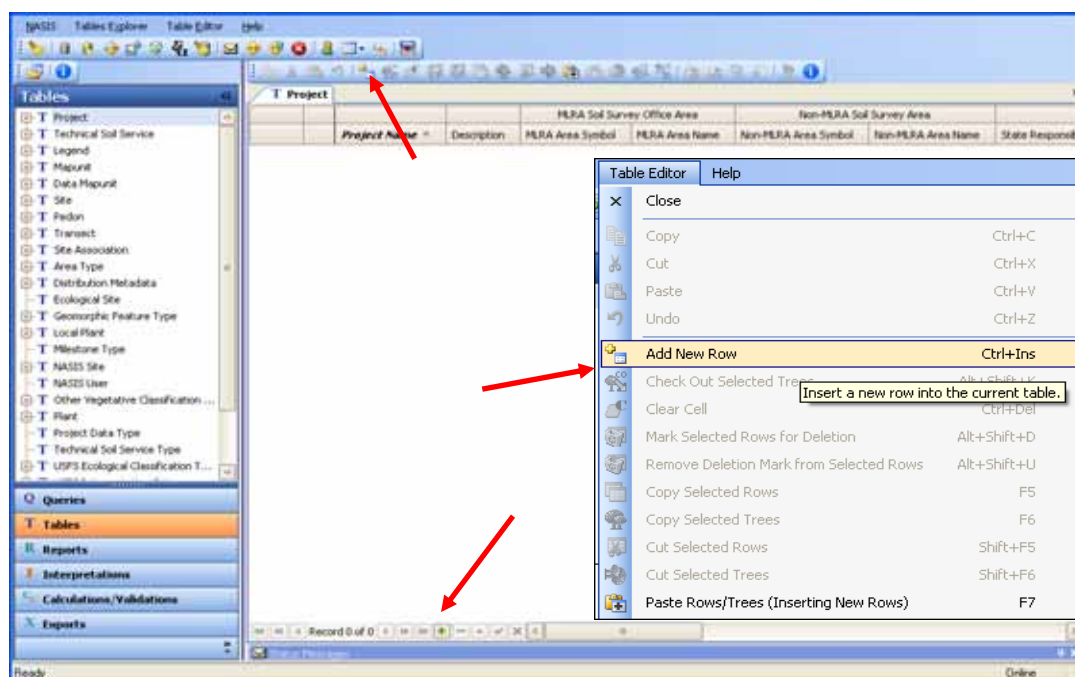 NASIS Tables Explorer Table Editor Help
Tables
T Project
T Project
T Technical Soil Service
T Legend
T Mapunit
T Data Mapunit
T Site
T Pedon
T Transect
T Site Association
T Area Type
T Distribution Metadata
T Ecological Site
T Geomorphic Feature Type
T Local Plant
T Milestone Type
T NASIS Site
T NASIS User
T Other Vegetative Classification ...
T Plant
T Project Data Type
T Technical Soil Service Type
T USFS Ecological Classification T...
Q Queries
T Tables
R Reports
I Interpretations
Calculations/Validations
X Exports
Ready
MLRA Soil Survey Office Area Non-MLRA Soil Survey Area
Project Name Description MLRA Area Symbol MLRA Area Name Non-MLRA Area Symbol Non-MLRA Area Name State Responsib
Table Editor Help
Close
Copy Ctrl+C
Cut Ctrl+X
Paste Ctrl+V
Undo Ctrl+Z
Add New Row Ctrl+Ins
Check Out Selected Trees Alt+Shift+K
Insert a new row into the current table.
Clear Cell Ctrl+Del
Mark Selected Rows for Deletion Alt+Shift+D
Remove Deletion Mark from Selected Rows Alt+Shift+U
Copy Selected Rows F5
Copy Selected Trees F6
Cut Selected Rows Shift+F5
Cut Selected Trees Shift+F6
Paste Rows/Trees (Inserting New Rows) F7
Record 0 of 0
Online